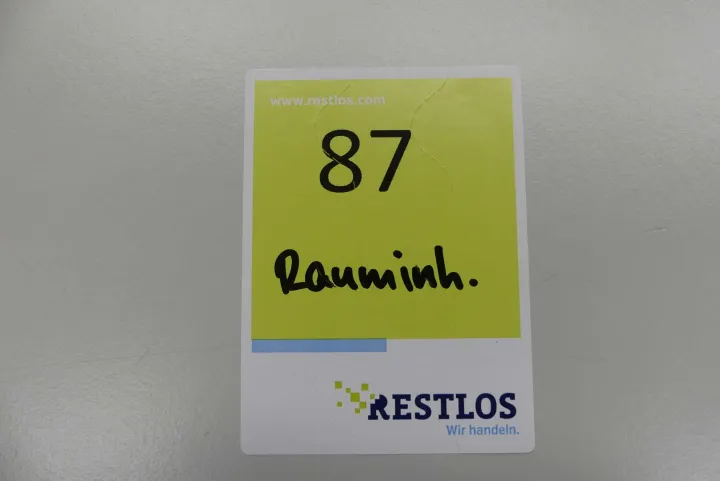 www.restlos.com
87
Rauminh.
RESTLOS
Wir handeln.